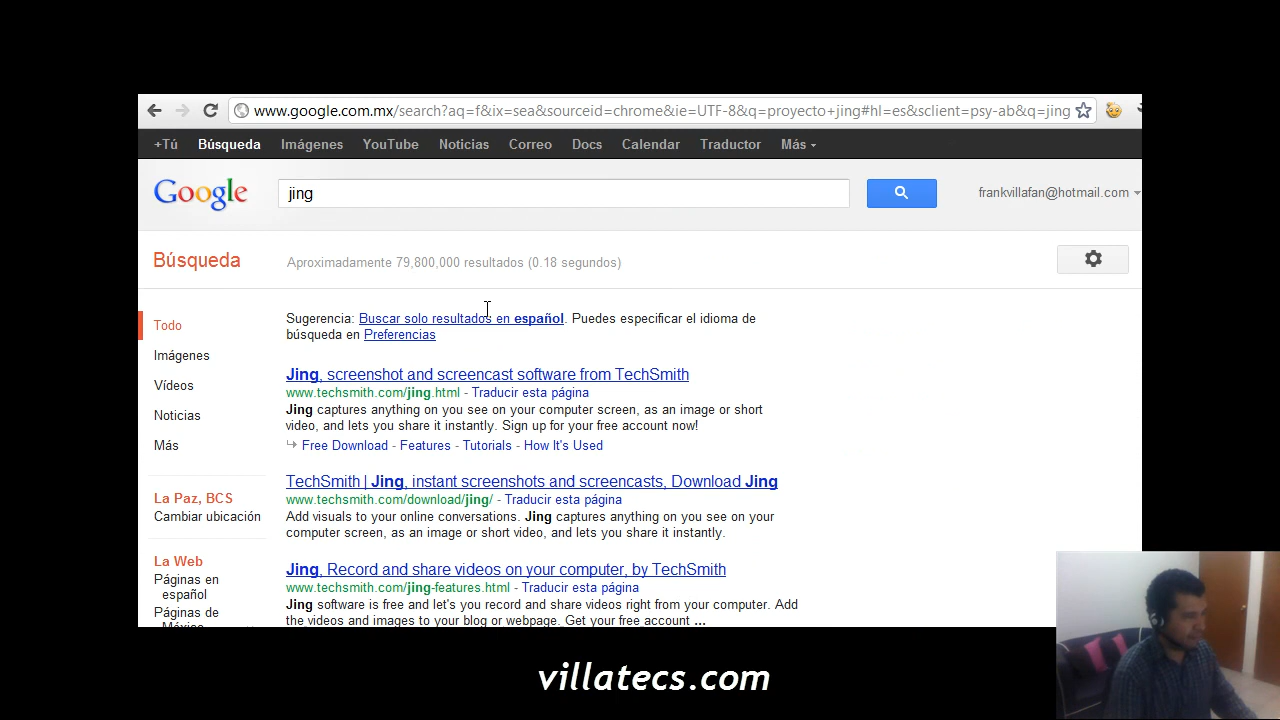 www.google.com.mx/search?aq=f&ix=sea&sourceid=chrome&ie=UTF-8&q=proyecto+jing#hl=es&sclient=psy-ab&q=jing
+Tú Búsqueda Imágenes YouTube Noticias Correo Docs Calendar Traductor Más
Google jing frankvillafan@hotmail.com
Búsqueda Aproximadamente 79,800,000 resultados (0.18 segundos)
Todo
Imágenes
Vídeos
Noticias
Más
La Paz, BCS
Cambiar ubicación
La Web
Páginas en
español
Páginas de
México
Sugerencia: Buscar solo resultados en español. Puedes especificar el idioma de
búsqueda en Preferencias
Jing, screenshot and screencast software from TechSmith
www.techsmith.com/jing.html - Traducir esta página
Jing captures anything on you see on your computer screen, as an image or short
video, and lets you share it instantly. Sign up for your free account now!
Free Download - Features - Tutorials - How It's Used
TechSmith | Jing, instant screenshots and screencasts, Download Jing
www.techsmith.com/download/jing/ - Traducir esta página
Add visuals to your online conversations. Jing captures anything on you see on your
computer screen, as an image or short video, and lets you share it instantly.
Jing, Record and share videos on your computer, by TechSmith
www.techsmith.com/jing-features.html - Traducir esta página
Jing software is free and let's you record and share videos right from your computer. Add
the videos and images to your blog or webpage. Get your free account ...
villatecs.com